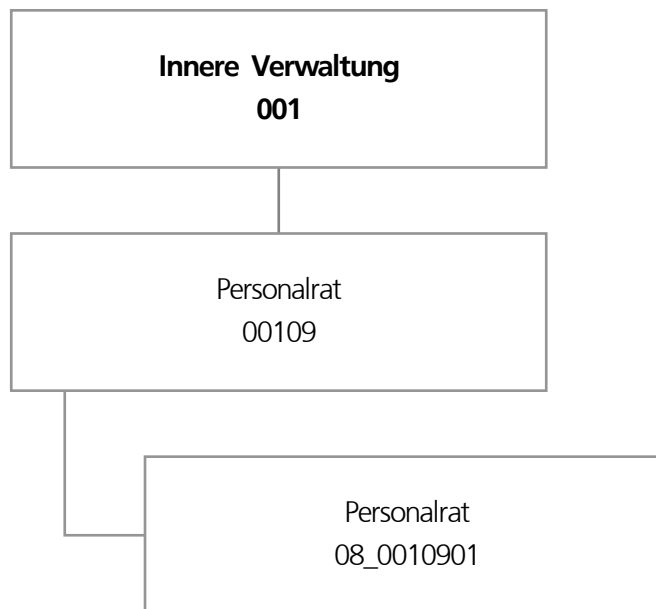 Innere Verwaltung
001
Personalrat
00109
Personalrat
08_0010901